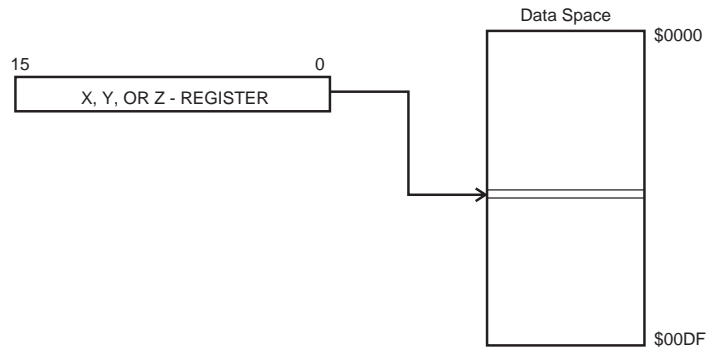 Data Space
$0000
15 0
X, Y, OR Z - REGISTER
$00DF